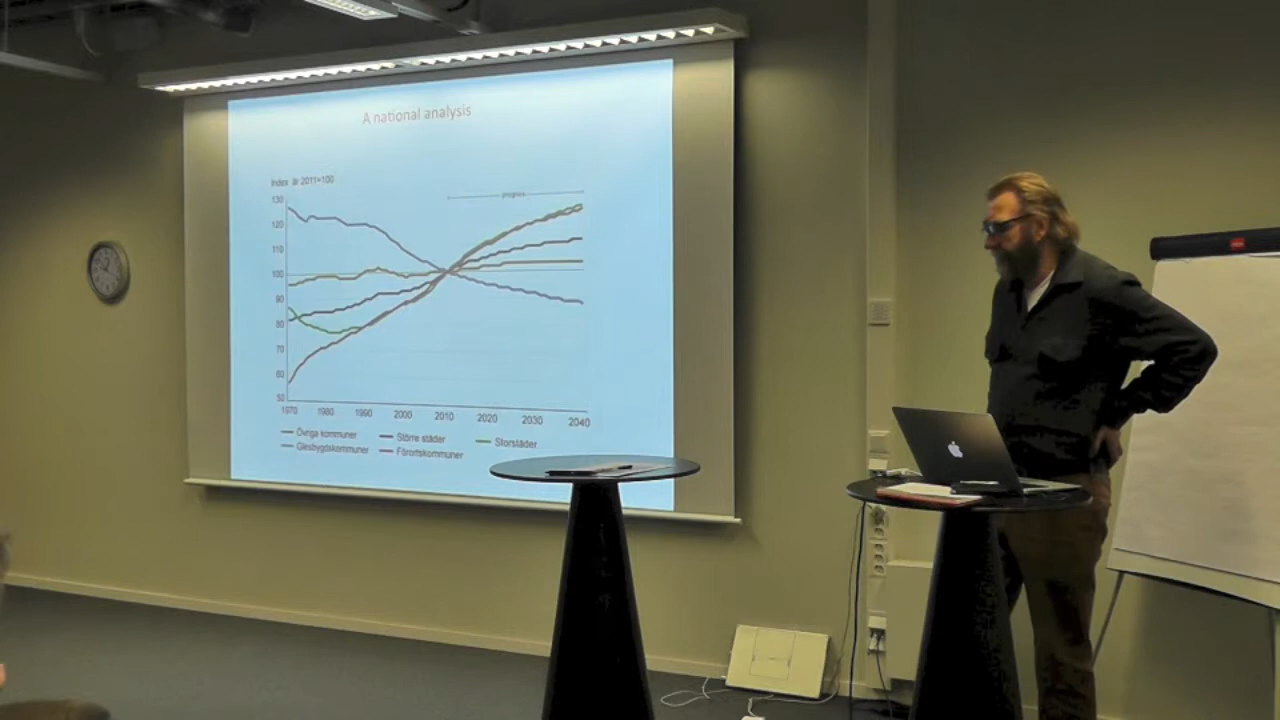 A national analysis
Index år 2011=100
prognos
130
120
110
100
90
80
70
60
50
1970 1980 1990 2000 2010 2020 2030 2040
Övriga kommuner Större städer Storstäder
Glesbygdskommuner Förortskommuner